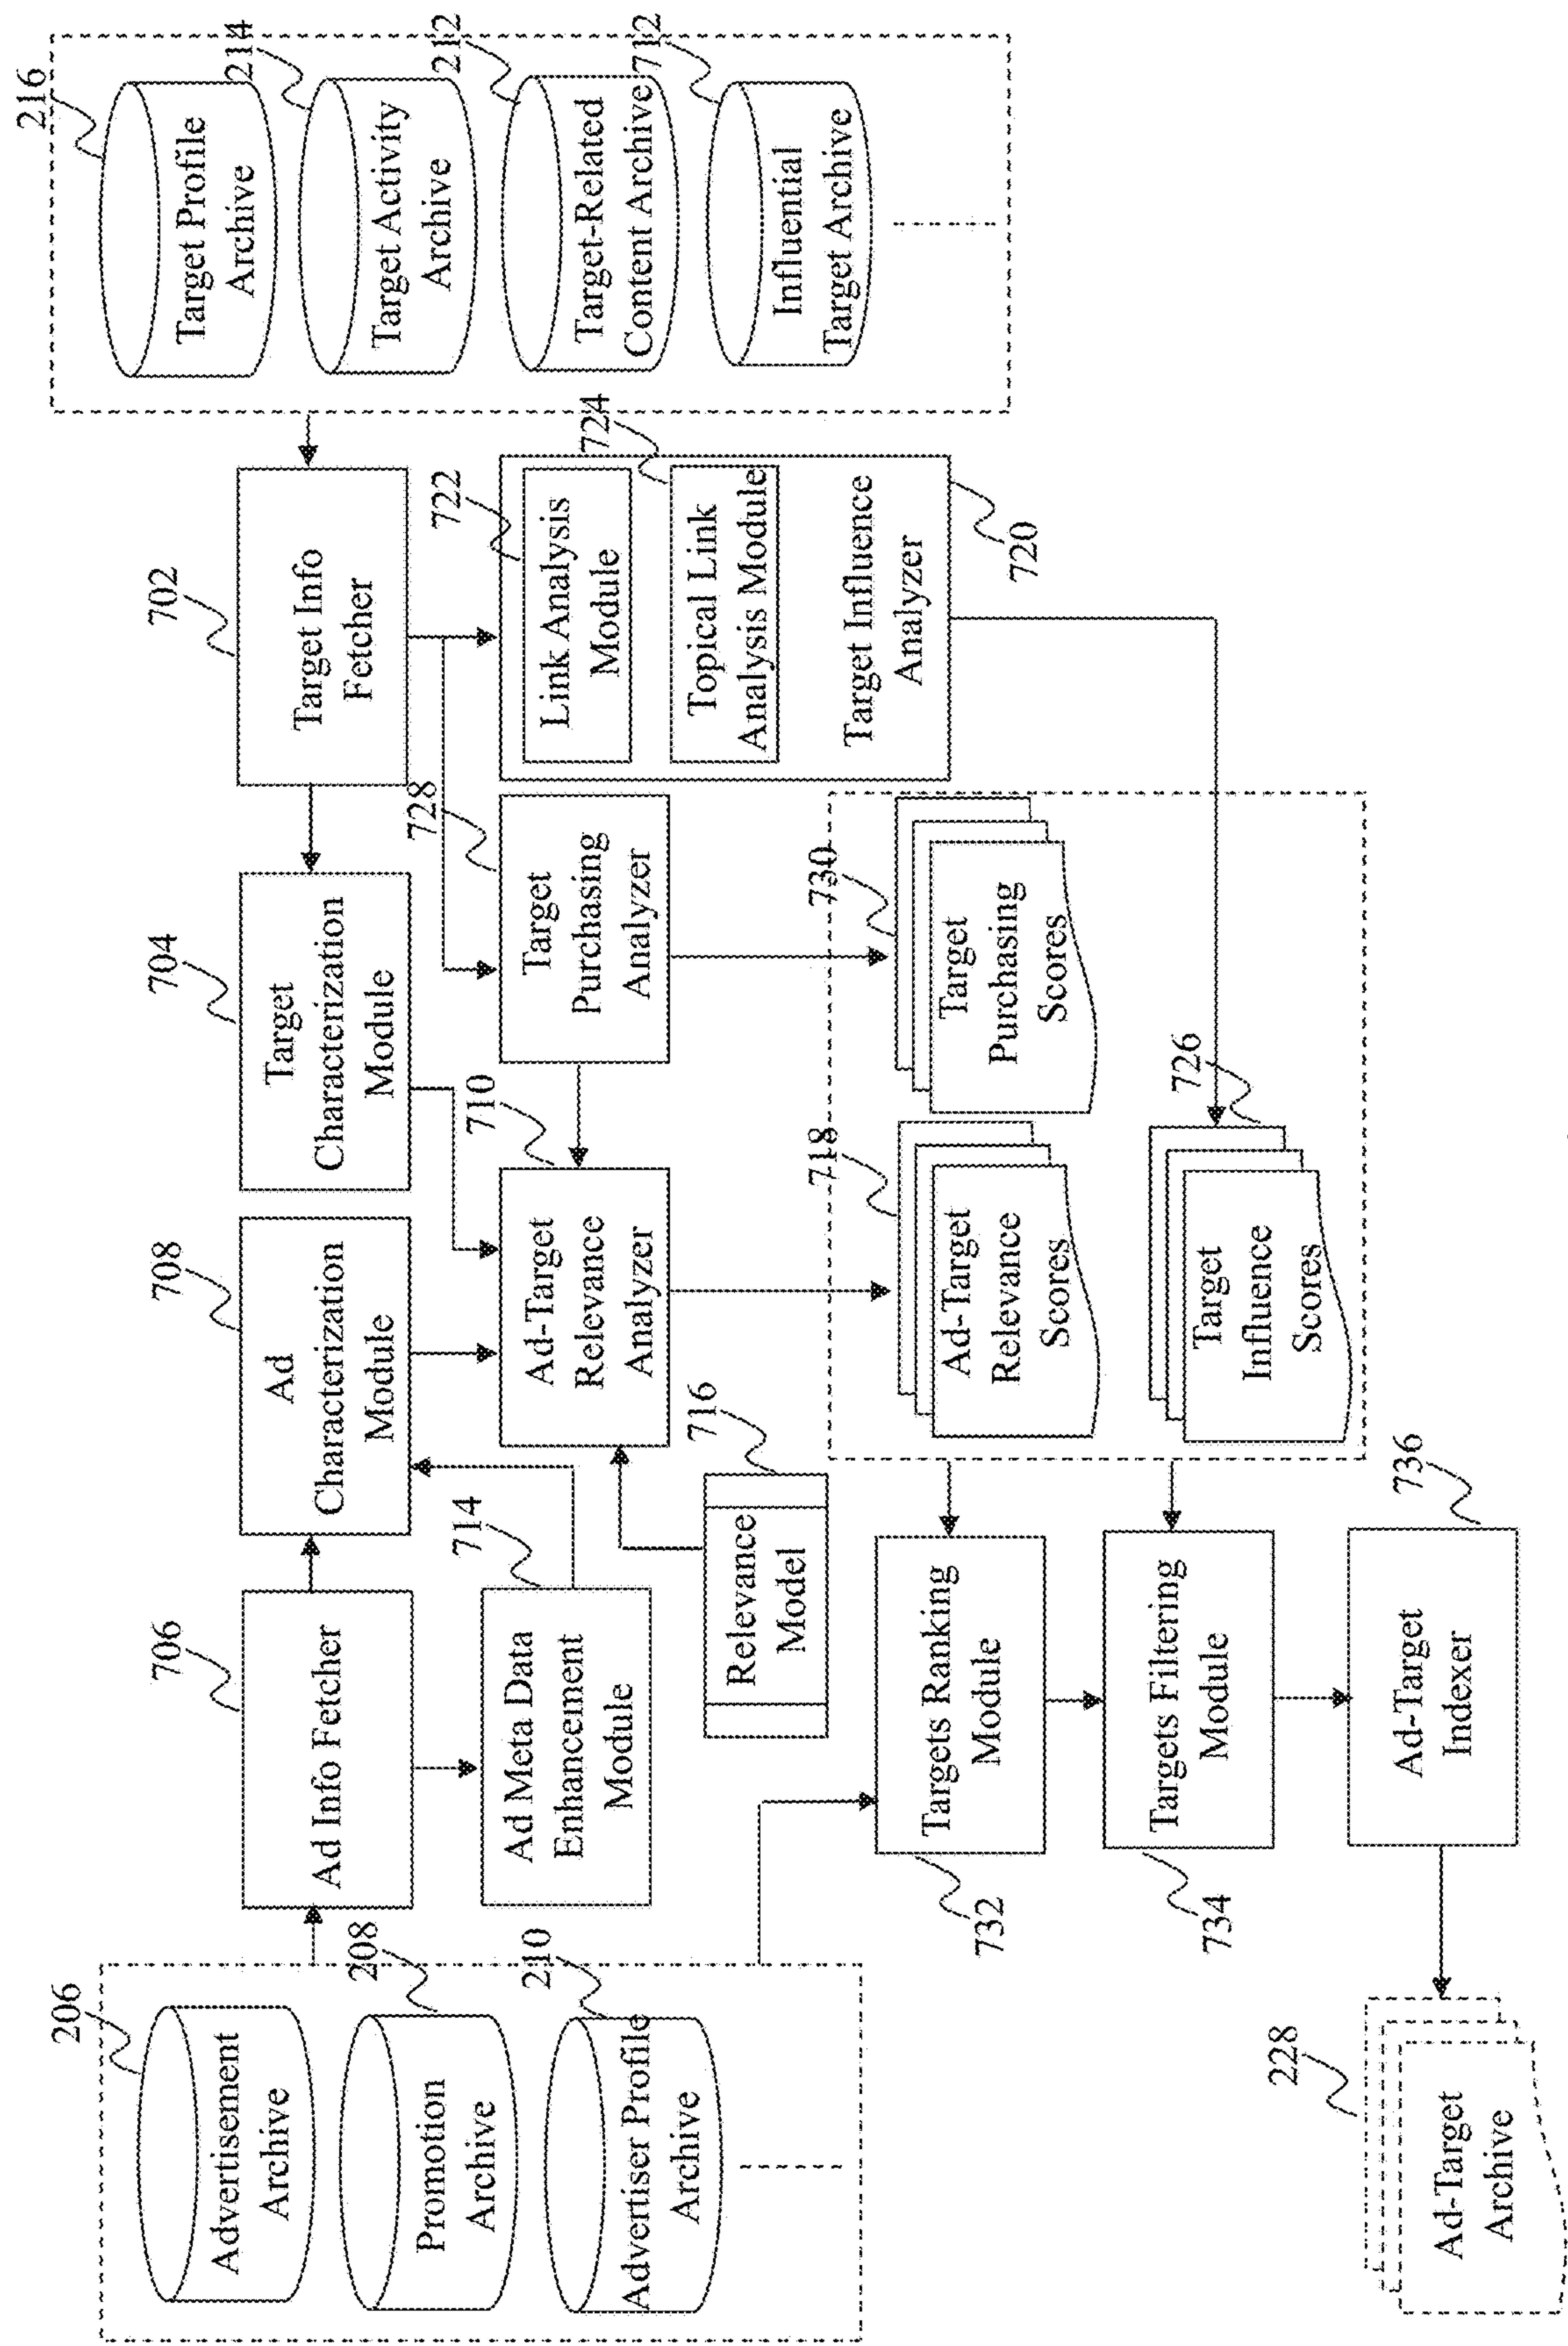 206
Advertisement
Archive
208
Promotion
Archive
210
Advertiser Profile
Archive
706
Ad Info Fetcher
708
Ad
Characterization
Module
704
Target
Characterization
Module
702
Target Info
Fetcher
216
Target Profile
Archive
214
Target Activity
Archive
212
Target-Related
Content Archive
712
Influential
Target Archive
714
Ad Meta Data
Enhancement
Module
710
Ad-Target
Relevance
Analyzer
728
Target
Purchasing
Analyzer
722
Link Analysis
Module
724
Topical Link
Analysis Module
Target Influence
Analyzer
720
716
Relevance
Model
718
Ad-Target
Relevance
Scores
730
Target
Purchasing
Scores
726
Target
Influence
Scores
Targets Ranking
Module
732
Targets Filtering
Module
734
736
Ad-Target
Indexer
228
Ad-Target
Archive